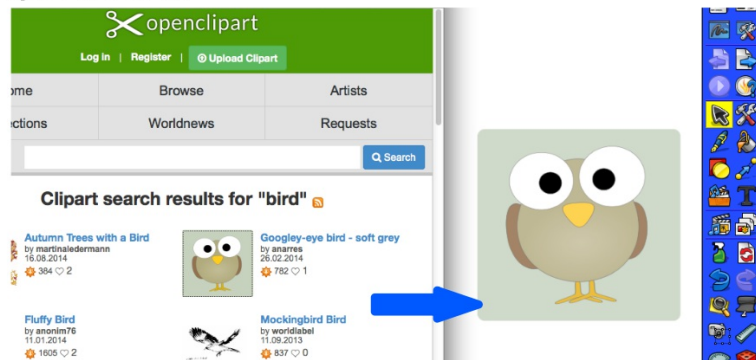 openclipart
Log in | Register | Upload Clipart
ome Browse Artists
ctions Worldnews Requests
Search
Clipart search results for "bird"
Autumn Trees with a Bird
by martinaledermann
16.08.2014
384 2
Googley-eye bird - soft grey
by anarres
26.02.2014
782 1
Fluffy Bird
by anonim76
11.01.2014
1605 2
Mockingbird Bird
by worldlabel
11.09.2013
837 0